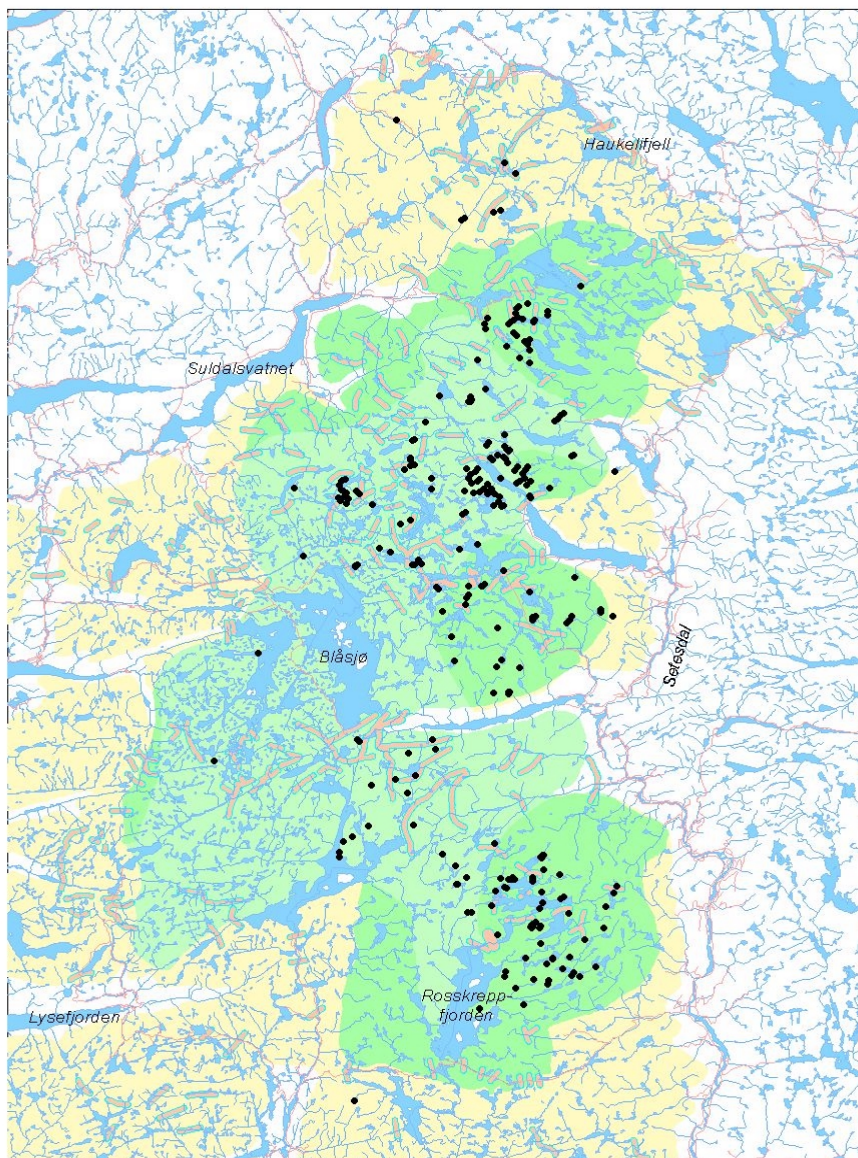 Haukelifjell
Suldalsvatnet
Setesdal
Blåsjø
Rosskrepp-
fjorden
Lysefjorden